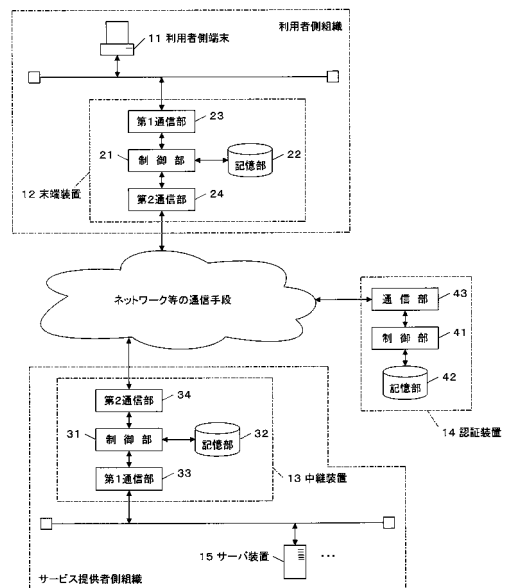 利用者側組織
11 利用者側端末
第1通信部
23
21
制御部
記憶部
22
第2通信部
24
12 末端装置
ネットワーク等の通信手段
通信部
43
制御部
41
記憶部
42
14 認証装置
第2通信部
34
31
制御部
記憶部
32
第1通信部
33
13 中継装置
15 サーバ装置
…
サービス提供者側組織